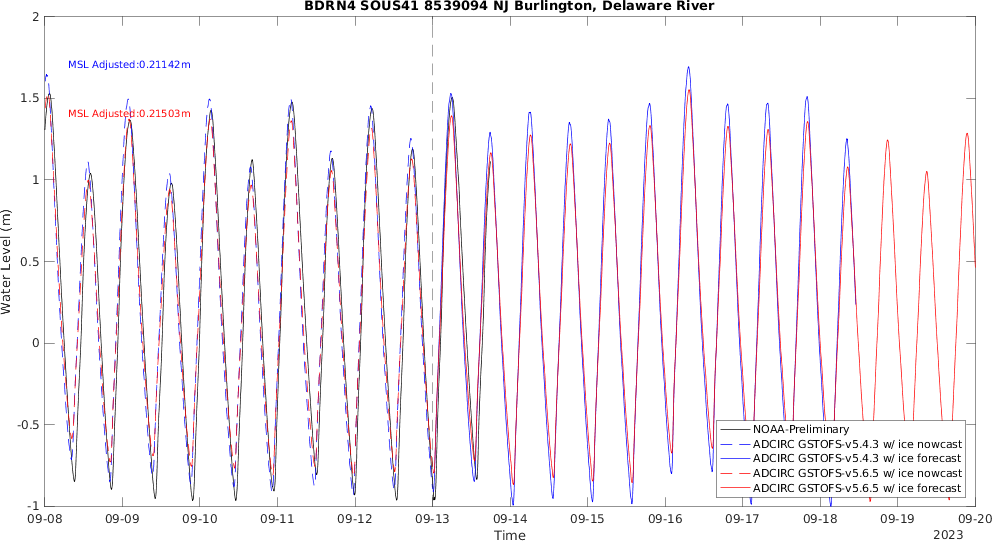 BDRN4 SOUS41 8539094 NJ Burlington, Delaware River
2
1.5
1
0.5
0
-0.5
-1
Water Level (m)
MSL Adjusted:0.21142m
MSL Adjusted:0.21503m
NOAA-Preliminary
ADCIRC GSTOFS-v5.4.3 w/ ice nowcast
ADCIRC GSTOFS-v5.4.3 w/ ice forecast
ADCIRC GSTOFS-v5.6.5 w/ ice nowcast
ADCIRC GSTOFS-v5.6.5 w/ ice forecast
09-08 09-09 09-10 09-11 09-12 09-13 09-14 09-15 09-16 09-17 09-18 09-19 09-20
Time
2023